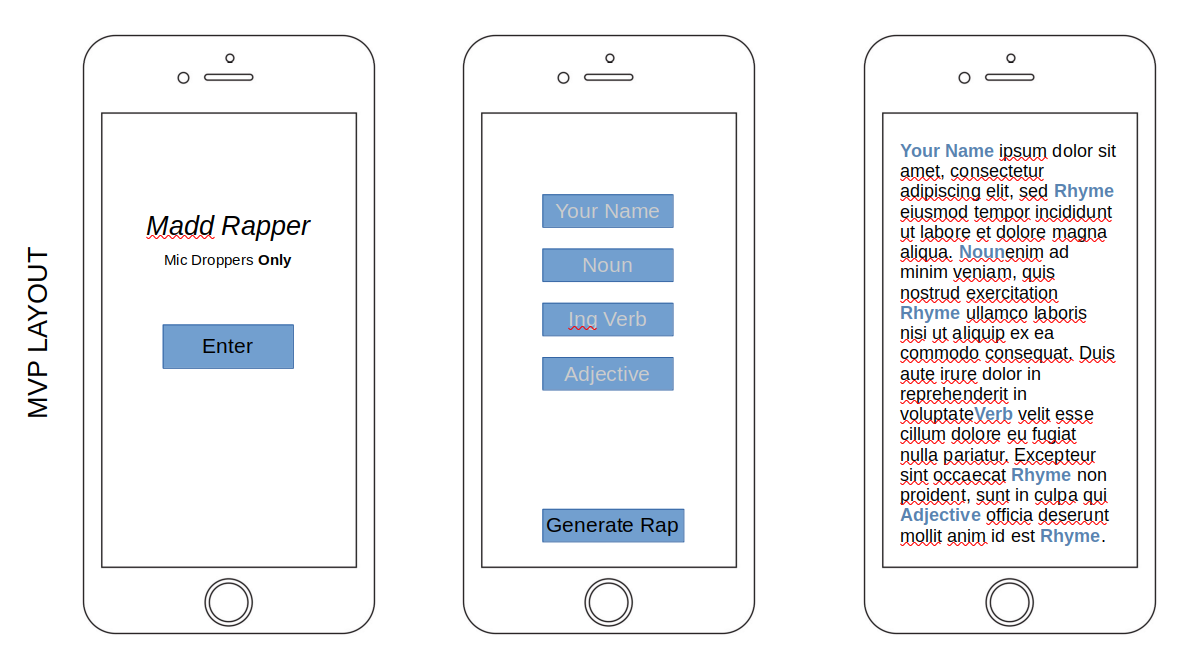 MVP LAYOUT
Madd Rapper
Mic Droppers Only
Enter
Your Name
Noun
Ing Verb
Adjective
Generate Rap
Your Name ipsum dolor sit
amet, consectetur
adipiscing elit, sed Rhyme
eiusmod tempor incididunt
ut labore et dolore magna
aliqua. Nounenim ad
minim veniam, quis
nostrud exercitation
Rhyme ullamco laboris
nisi ut aliquip ex ea
commodo consequat. Duis
aute irure dolor in
reprehenderit in
voluptateVerb velit esse
cillum dolore eu fugiat
nulla pariatur. Excepteur
sint occaecat Rhyme non
proident, sunt in culpa qui
Adjective officia deserunt
mollit anim id est Rhyme.